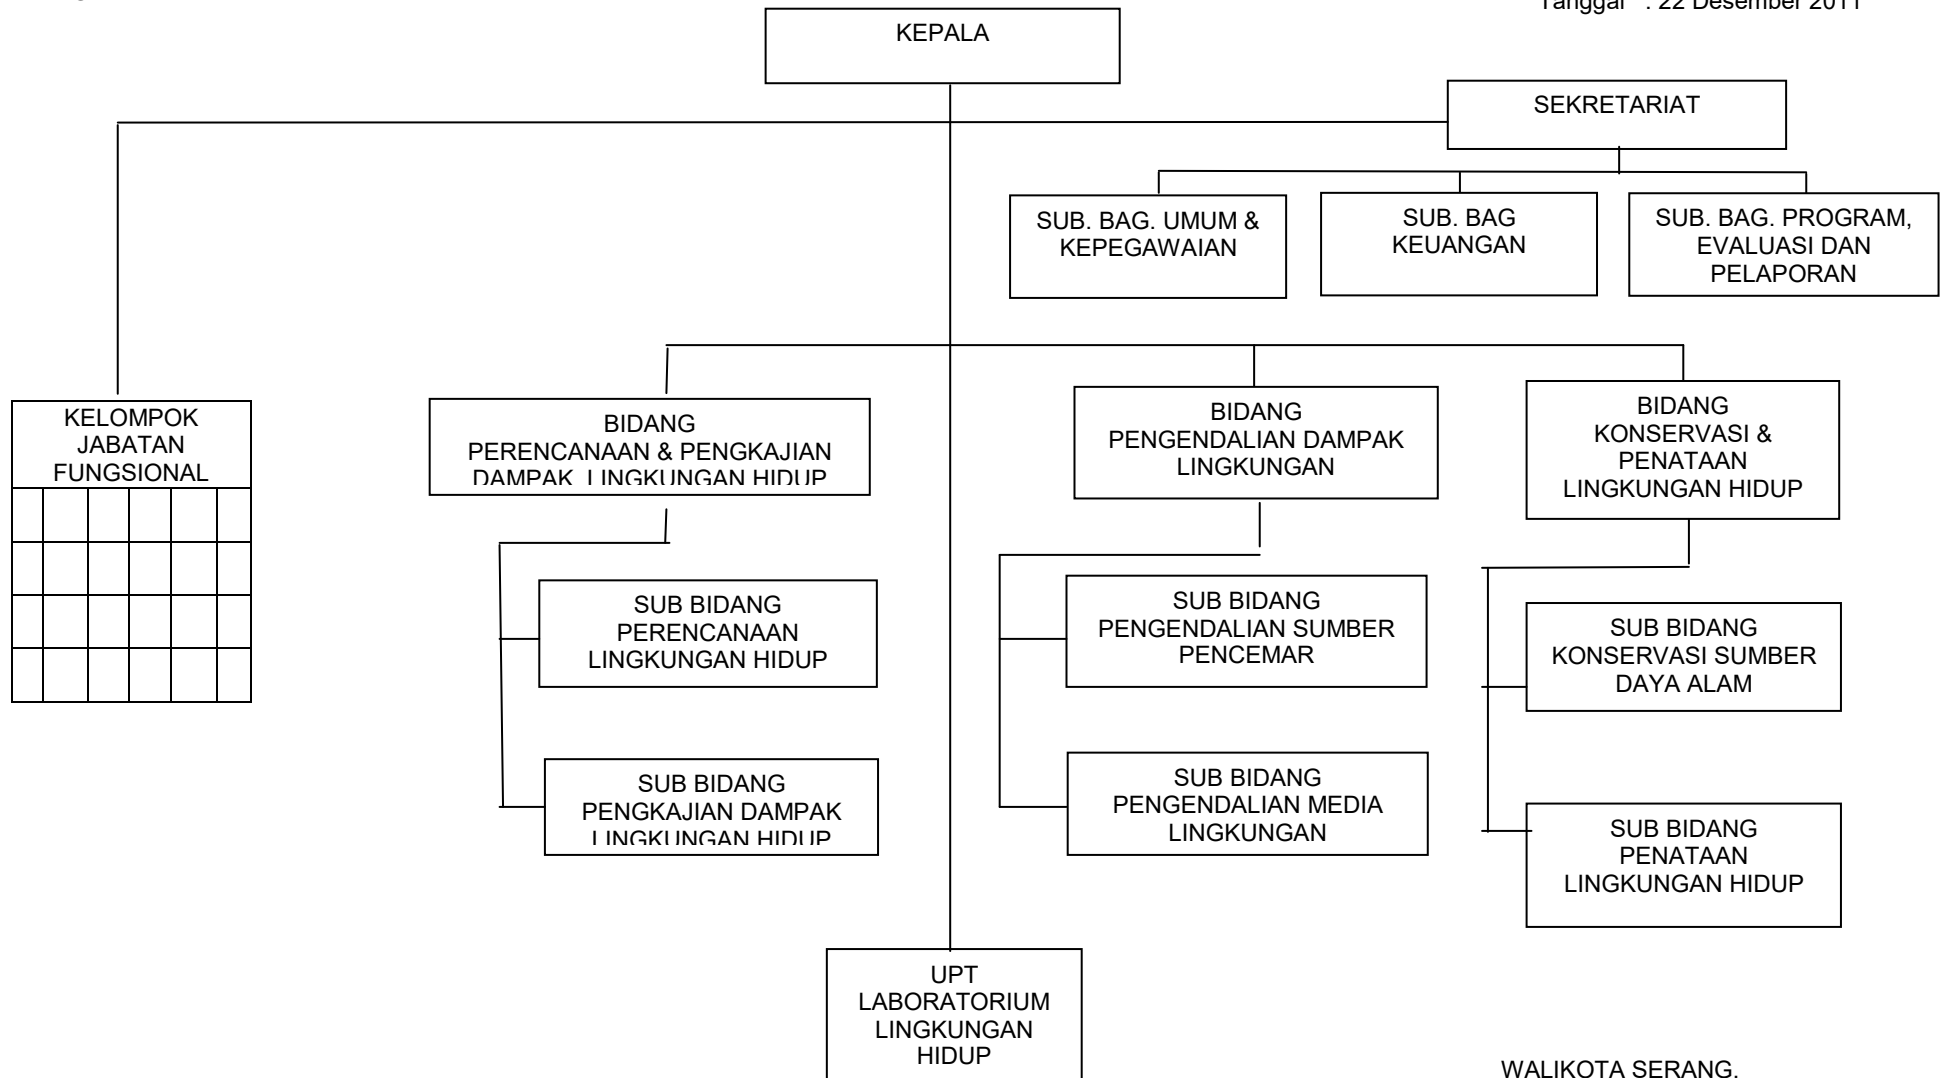 Tanggal : 22 Desember 2011
KEPALA
SEKRETARIAT
SUB. BAG. UMUM &
KEPEGAWAIAN
SUB. BAG
KEUANGAN
SUB. BAG. PROGRAM,
EVALUASI DAN
PELAPORAN
KELOMPOK
JABATAN
FUNGSIONAL
BIDANG
PERENCANAAN & PENGKAJIAN
DAMPAK LINGKUNGAN HIDUP
BIDANG
PENGENDALIAN DAMPAK
LINGKUNGAN
BIDANG
KONSERVASI &
PENATAAN
LINGKUNGAN HIDUP
SUB BIDANG
PERENCANAAN
LINGKUNGAN HIDUP
SUB BIDANG
PENGENDALIAN SUMBER
PENCEMAR
SUB BIDANG
KONSERVASI SUMBER
DAYA ALAM
SUB BIDANG
PENGKAJIAN DAMPAK
LINGKUNGAN HIDUP
SUB BIDANG
PENGENDALIAN MEDIA
LINGKUNGAN
SUB BIDANG
PENATAAN
LINGKUNGAN HIDUP
UPT
LABORATORIUM
LINGKUNGAN
HIDUP
WALIKOTA SERANG,